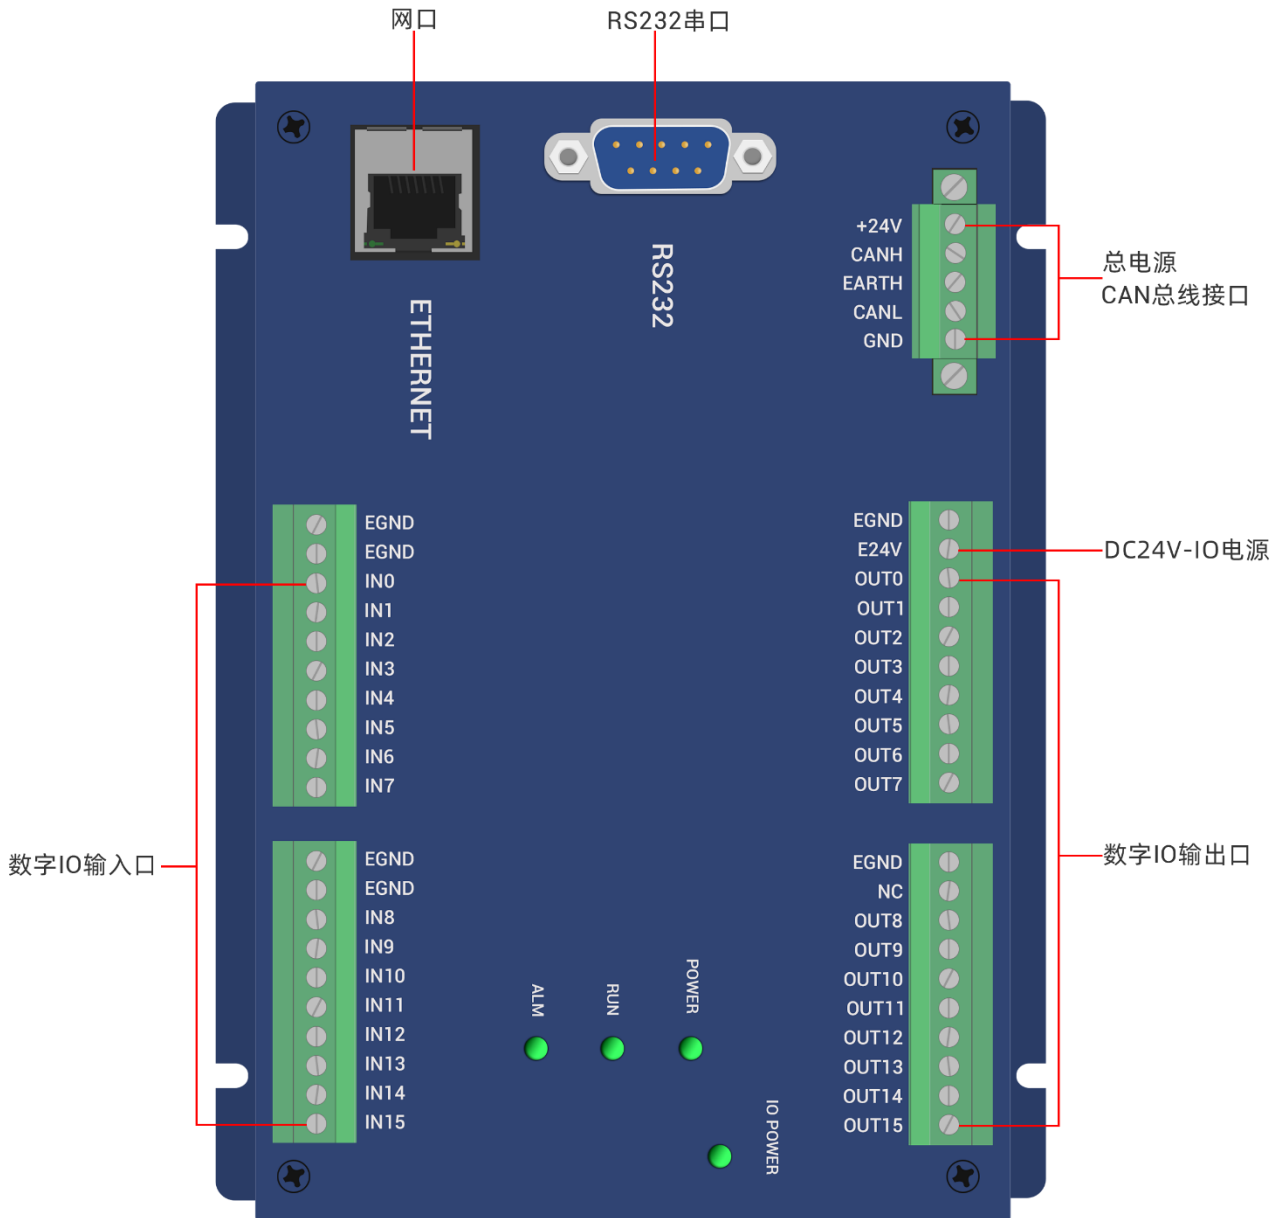 网口
RS232串口
RS232
ETHERNET
+24V
CANH
EARTH
CANL
GND
总电源
CAN总线接口
EGND
EGND
IN0
IN1
IN2
IN3
IN4
IN5
IN6
IN7
EGND
E24V
OUT0
OUT1
OUT2
OUT3
OUT4
OUT5
OUT6
OUT7
DC24V-IO电源
数字IO输入口
EGND
EGND
IN8
IN9
IN10
IN11
IN12
IN13
IN14
IN15
EGND
NC
OUT8
OUT9
OUT10
OUT11
OUT12
OUT13
OUT14
OUT15
数字IO输出口
ALM
RUN
POWER
IO POWER